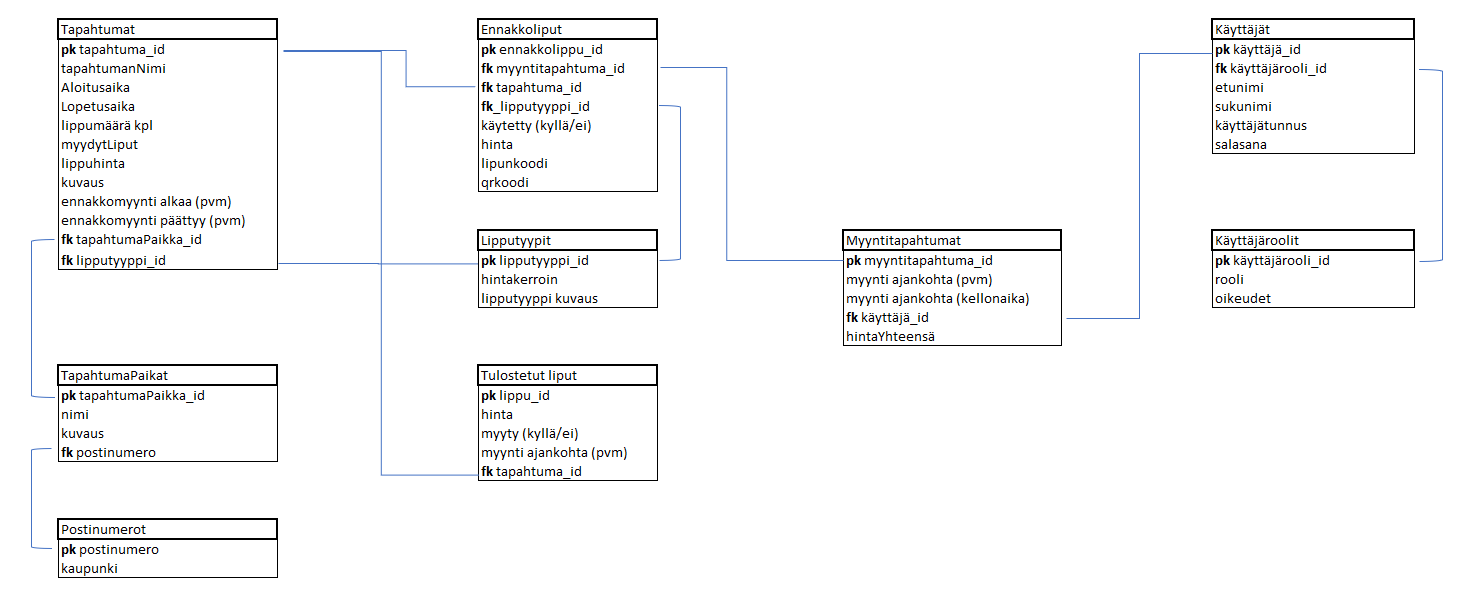 Tapahtumat
pk tapahtuma_id
tapahtumanNimi
Aloitusaika
Lopetusaika
lippumäärä kpl
myydytLiput
lippuhinta
kuvaus
ennakkomyynti alkaa (pvm)
ennakkomyynti päättyy (pvm)
fk tapahtumaPaikka_id
fk lipputyyppi_id
TapahtumaPaikat
pk tapahtumaPaikka_id
nimi
kuvaus
fk postinumero
Postinumerot
pk postinumero
kaupunki
Ennakkoliput
pk ennakkolippu_id
fk myyntitapahtuma_id
fk tapahtuma_id
fk_lipputyyppi_id
käytetty (kyllä/ei)
hinta
lipunkoodi
qrkoodi
Lipputyypit
pk lipputyyppi_id
hintakerroin
lipputyyppi kuvaus
Tulostetut liput
pk lippu_id
hinta
myyty (kyllä/ei)
myynti ajankohta (pvm)
fk tapahtuma_id
Myyntitapahtumat
pk myyntitapahtuma_id
myynti ajankohta (pvm)
myynti ajankohta (kellonaika)
fk käyttäjä_id
hintaYhteensä
Käyttäjät
pk käyttäjä_id
fk käyttäjärooli_id
etunimi
sukunimi
käyttäjätunnus
salasana
Käyttäjäroolit
pk käyttäjärooli_id
rooli
oikeudet